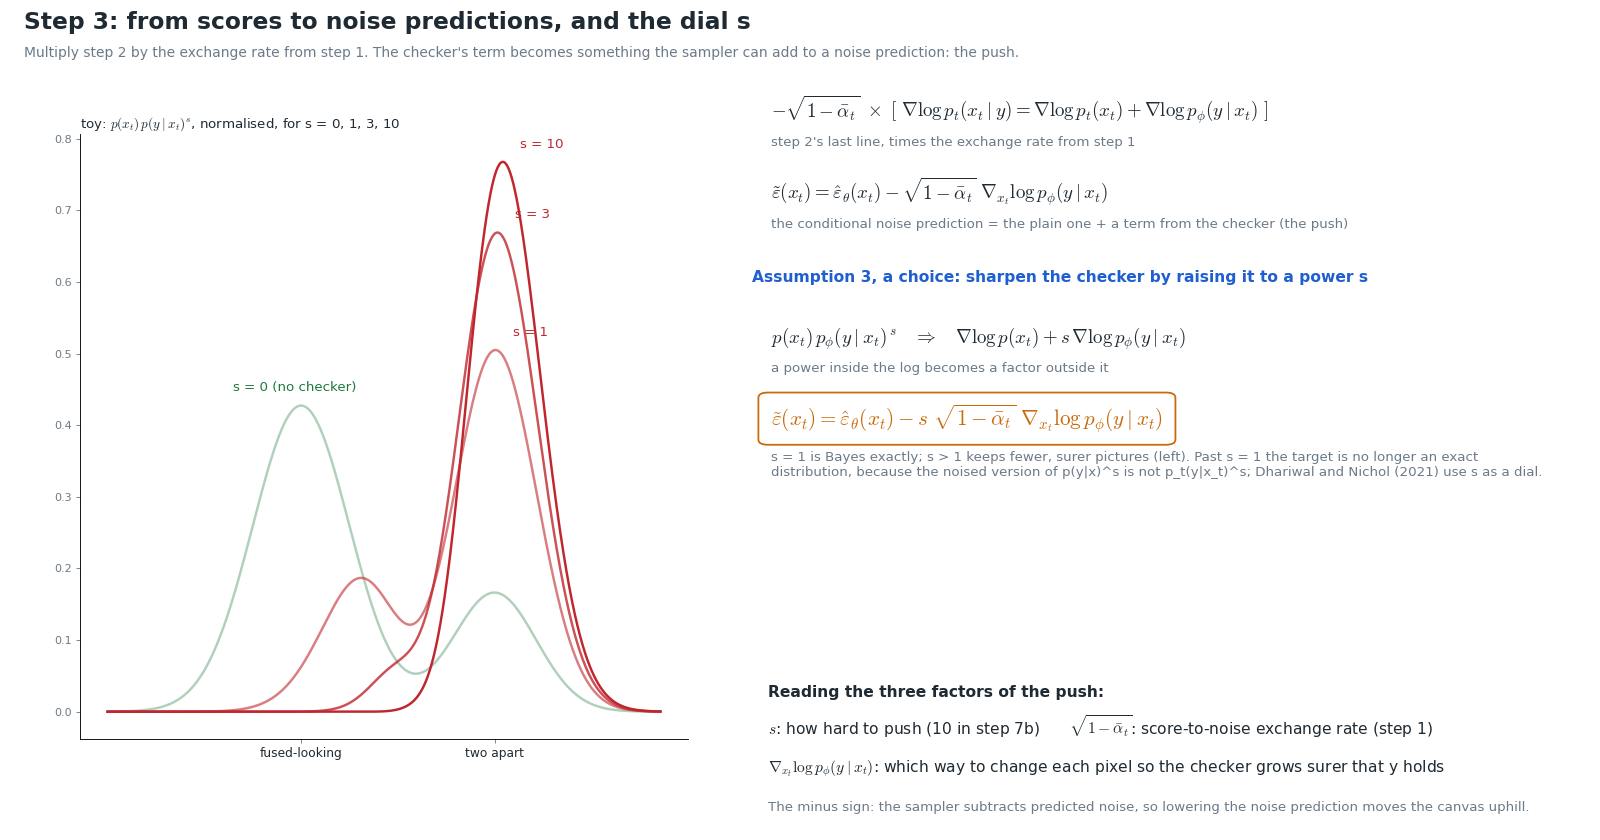 Step 3: from scores to noise predictions, and the dial s
Multiply step 2 by the exchange rate from step 1. The checker's term becomes something the sampler can add to a noise prediction: the push.
toy: p(x_t) p(y | x_t)^s, normalised, for s = 0, 1, 3, 10
0.8
0.7
0.6
0.5
0.4
0.3
0.2
0.1
0.0
s = 10
s = 3
s = 1
s = 0 (no checker)
fused-looking
two apart
−√(1 − ᾱ_t) × [ ∇log p_t(x_t | y) = ∇log p_t(x_t) + ∇log p_ϕ(y | x_t) ]
step 2's last line, times the exchange rate from step 1
ε̃(x_t) = ε̂_θ(x_t) − √(1 − ᾱ_t) ∇_{x_t} log p_ϕ(y | x_t)
the conditional noise prediction = the plain one + a term from the checker (the push)
Assumption 3, a choice: sharpen the checker by raising it to a power s
p(x_t) p_ϕ(y | x_t)^s ⇒ ∇log p(x_t) + s ∇log p_ϕ(y | x_t)
a power inside the log becomes a factor outside it
ε̃(x_t) = ε̂_θ(x_t) − s √(1 − ᾱ_t) ∇_{x_t} log p_ϕ(y | x_t)
s = 1 is Bayes exactly; s > 1 keeps fewer, surer pictures (left). Past s = 1 the target is no longer an exact
distribution, because the noised version of p(y|x)^s is not p_t(y|x_t)^s; Dhariwal and Nichol (2021) use s as a dial.
Reading the three factors of the push:
s: how hard to push (10 in step 7b) √(1 − ᾱ_t): score-to-noise exchange rate (step 1)
∇_{x_t} log p_ϕ(y | x_t): which way to change each pixel so the checker grows surer that y holds
The minus sign: the sampler subtracts predicted noise, so lowering the noise prediction moves the canvas uphill.